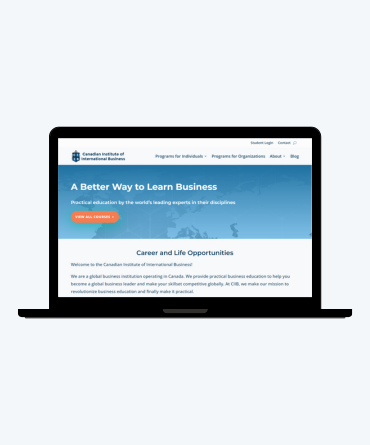 Student Login Contact
Canadian Institute of
International Business
Programs for Individuals Programs for Organizations About Blog
A Better Way to Learn Business
Practical education by the world's leading experts in their disciplines
VIEW ALL COURSES
Career and Life Opportunities
Welcome to the Canadian Institute of International Business!
We are a global business institution operating in Canada. We provide practical business education to help you
become a global business leader and make your skillset competitive globally. At CIIB, we make our mission to
revolutionize business education and finally make it practical.